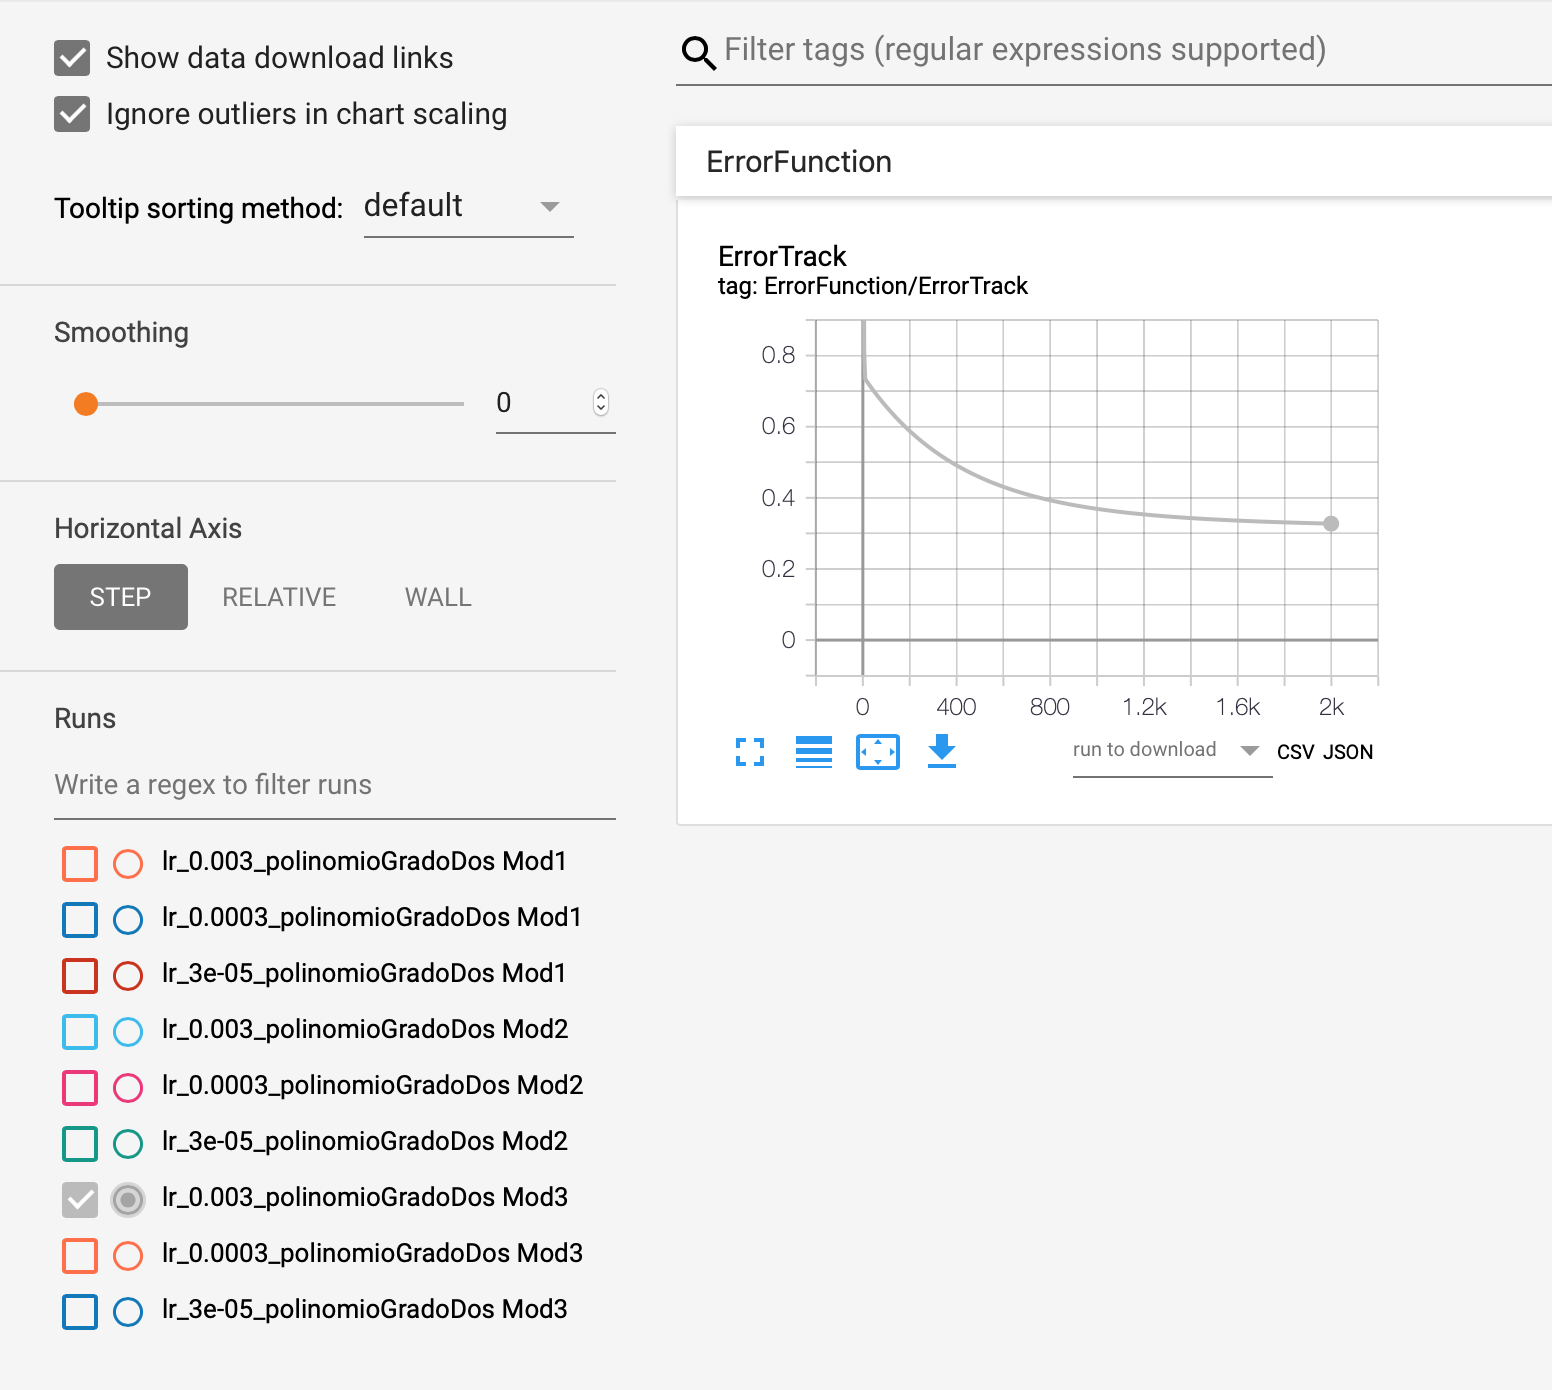 Show data download links
Ignore outliers in chart scaling
Tooltip sorting method: default
Smoothing
0
Horizontal Axis
STEP RELATIVE WALL
Runs
Write a regex to filter runs
lr_0.003_polinomioGradoDos Mod1
lr_0.0003_polinomioGradoDos Mod1
lr_3e-05_polinomioGradoDos Mod1
lr_0.003_polinomioGradoDos Mod2
lr_0.0003_polinomioGradoDos Mod2
lr_3e-05_polinomioGradoDos Mod2
lr_0.003_polinomioGradoDos Mod3
lr_0.0003_polinomioGradoDos Mod3
lr_3e-05_polinomioGradoDos Mod3
Filter tags (regular expressions supported)
ErrorFunction
ErrorTrack
tag: ErrorFunction/ErrorTrack
0.8
0.6
0.4
0.2
0
0 400 800 1.2k 1.6k 2k
run to download CSV JSON